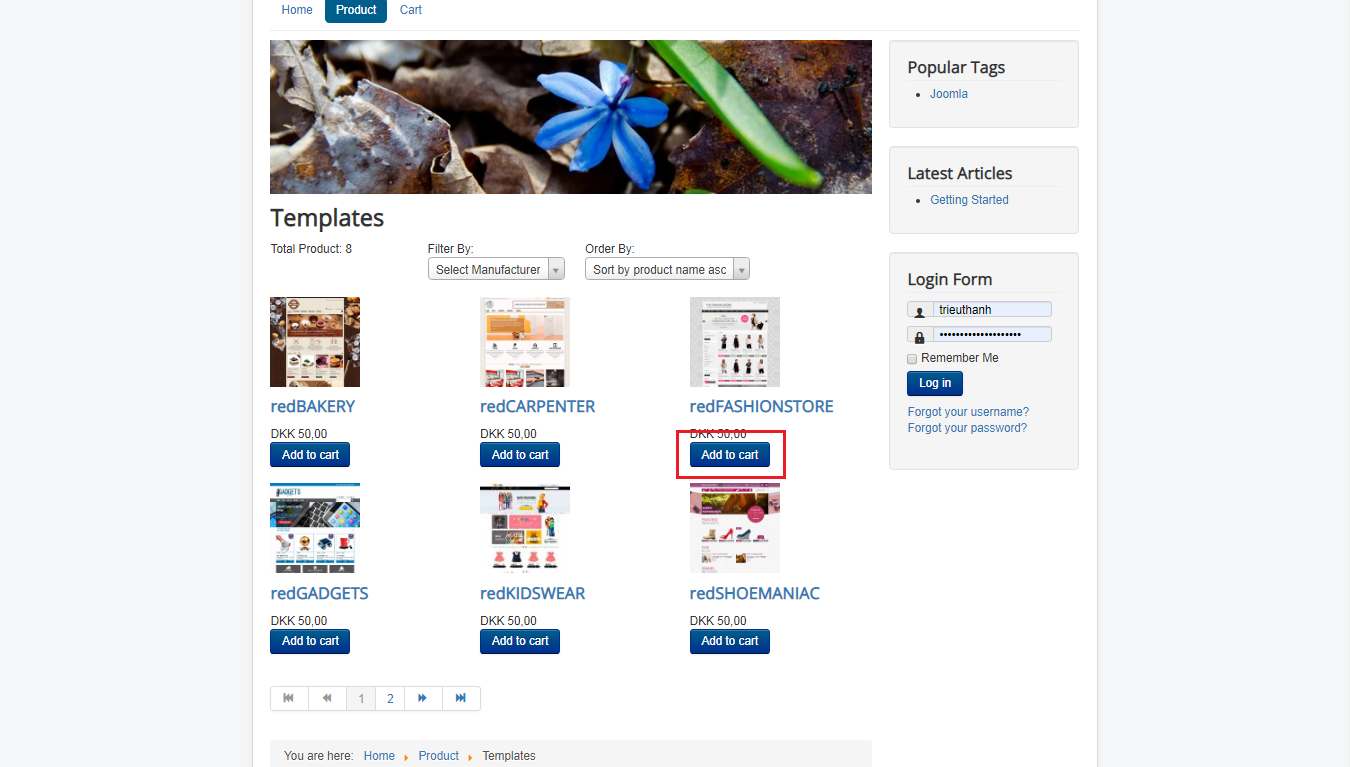 Home Product Cart
Templates
Total Product: 8
Filter By:
Select Manufacturer
Order By:
Sort by product name asc
redBAKERY
DKK 50,00
Add to cart
redCARPENTER
DKK 50,00
Add to cart
redFASHIONSTORE
DKK 50,00
Add to cart
GADGETS
redGADGETS
DKK 50,00
Add to cart
redKIDSWEAR
DKK 50,00
Add to cart
redSHOEMANIAC
DKK 50,00
Add to cart
1 2
You are here: Home Product Templates
Popular Tags
Joomla
Latest Articles
Getting Started
Login Form
trieuthanh
Remember Me
Log in
Forgot your username?
Forgot your password?